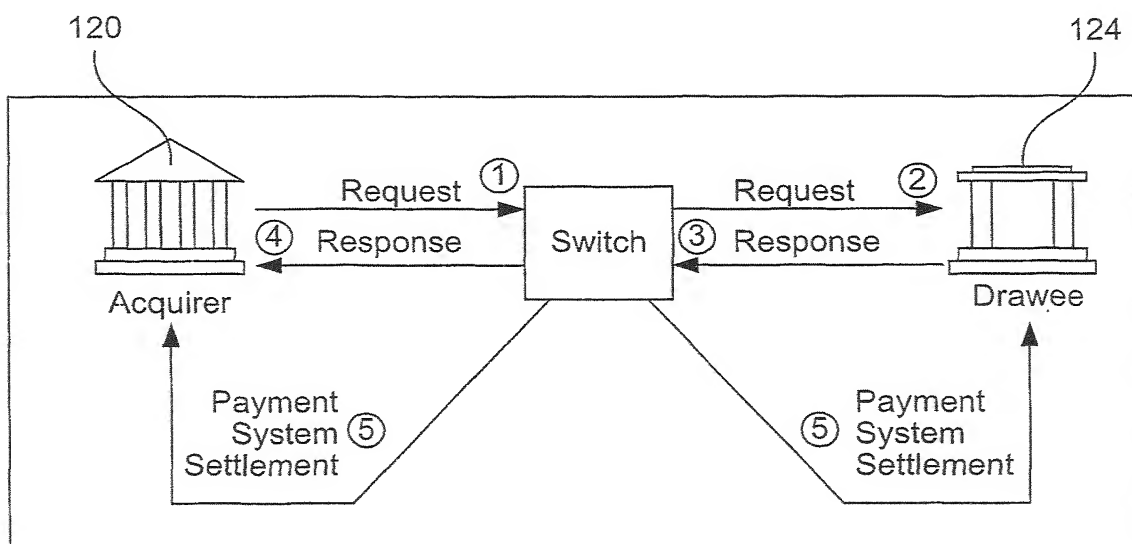 120
124
Request ①
Request ②
④ Response
Switch
③ Response
Acquirer
Drawee
Payment
System ⑤
Settlement
⑤ Payment
System
Settlement